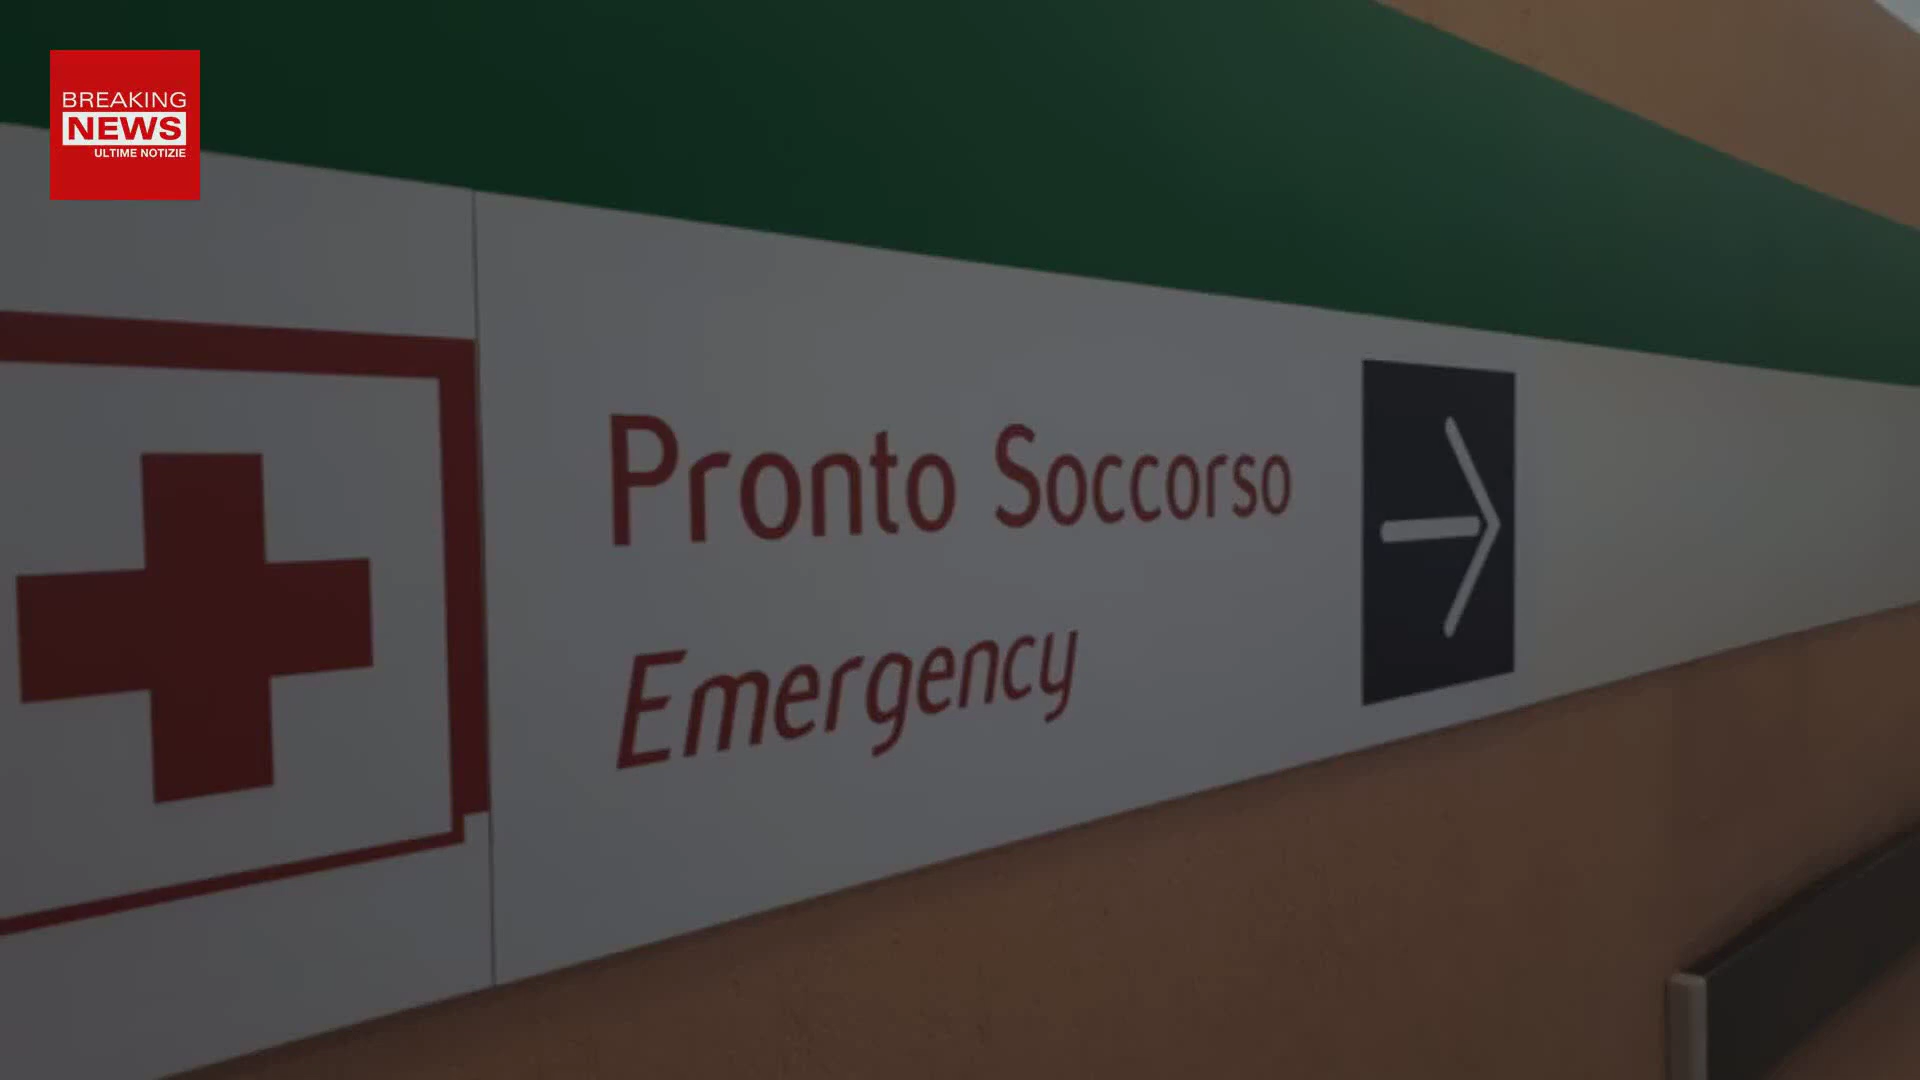 BREAKING
NEWS
ULTIME NOTIZIE
Pronto Soccorso
Emergency